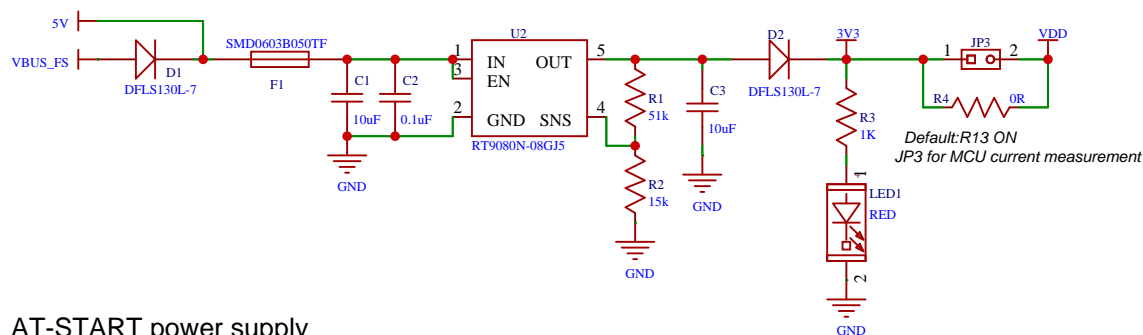 5V
VBUS_FS
D1
DFLS130L-7
SMD0603B050TF
F1
C1
10uF
C2
0.1uF
GND
U2
1
3
2
5
4
IN
EN
GND
OUT
SNS
RT9080N-08GJ5
R1
51k
R2
15k
GND
C3
10uF
GND
D2
DFLS130L-7
3V3
R3
1K
1
LED1
RED
2
GND
1
JP3
2
VDD
R4
0R
Default:R13 ON
JP3 for MCU current measurement
AT-START power supply